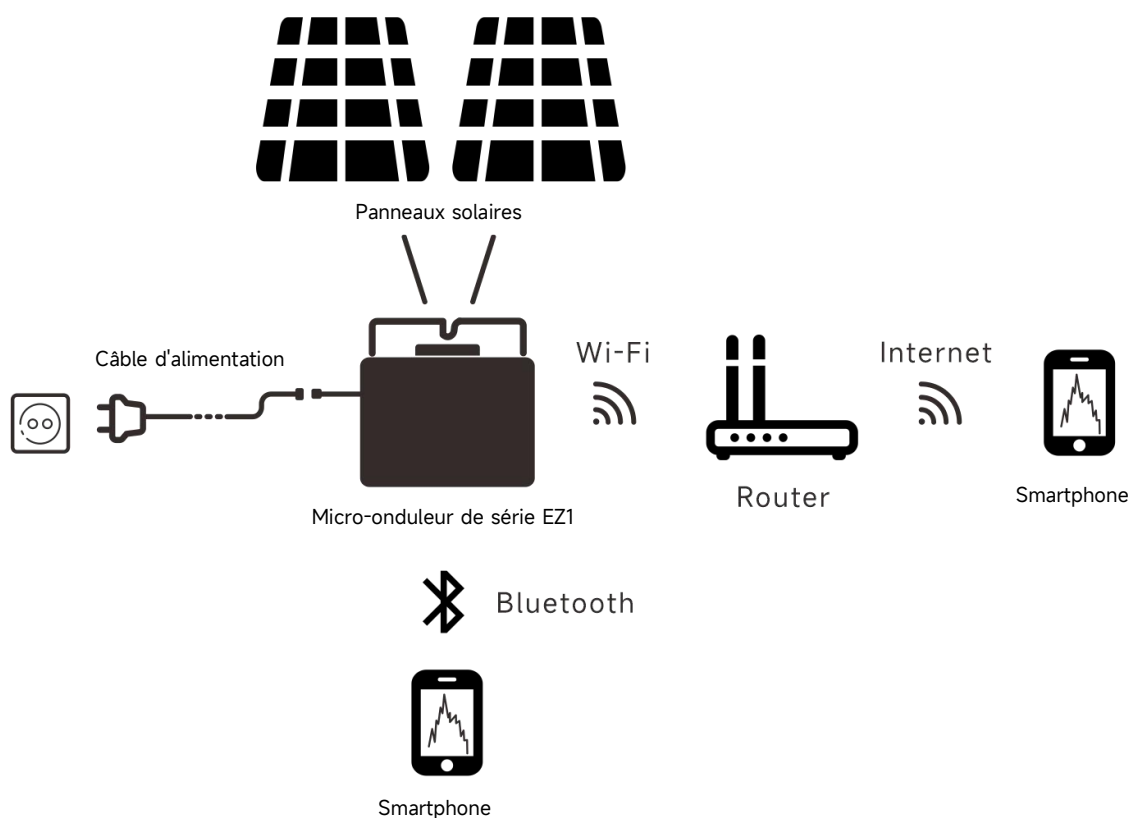 Panneaux solaires
Câble d'alimentation
Wi-Fi
Internet
Router
Smartphone
Micro-onduleur de série EZ1
Bluetooth
Smartphone